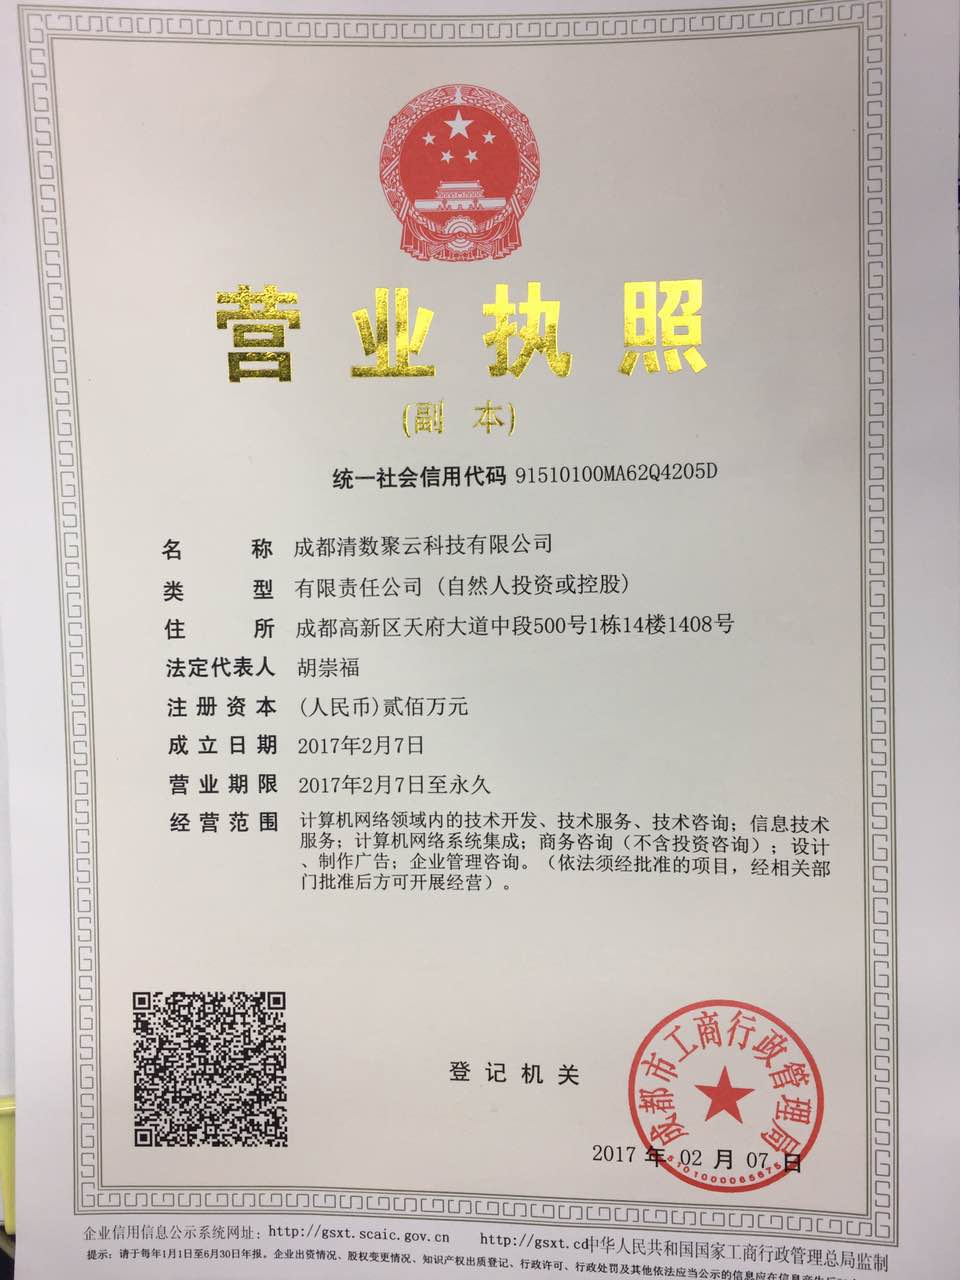 营业执照
(副 本)
统一社会信用代码 91510100MA62Q4205D
名 称 成都清数聚云科技有限公司
类 型 有限责任公司（自然人投资或控股）
住 所 成都高新区天府大道中段500号1栋14楼1408号
法定代表人 胡崇福
注册资本 (人民币)贰佰万元
成立日期 2017年2月7日
营业期限 2017年2月7日至永久
经营范围 计算机网络领域内的技术开发、技术服务、技术咨询；信息技术
服务；计算机网络系统集成；商务咨询（不含投资咨询）；设计
、制作广告；企业管理咨询。（依法须经批准的项目，经相关部
门批准后方可开展经营）。
登记机关
成都市工商行政管理局
5101000065675
2017 年 02 月 07 日
企业信用信息公示系统网址：http://gsxt.scaic.gov.cn http://gsxt.cd中华人民共和国国家工商行政管理总局监制
提示：请于每年1月1日至6月30日年报。企业出资情况、股权变更情况、知识产权出质登记、行政许可、行政处罚及其他依法应当公示的信息应在信息产生后